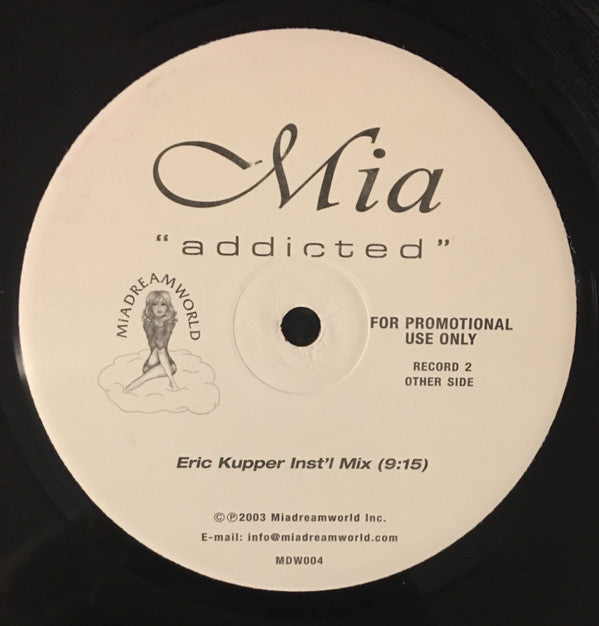 Mia
"addicted"
MiADREAMWORLD
FOR PROMOTIONAL
USE ONLY
RECORD 2
OTHER SIDE
Eric Kupper Inst'l Mix (9:15)
©℗2003 Miadreamworld Inc.
E-mail: info@miadreamworld.com
MDW004